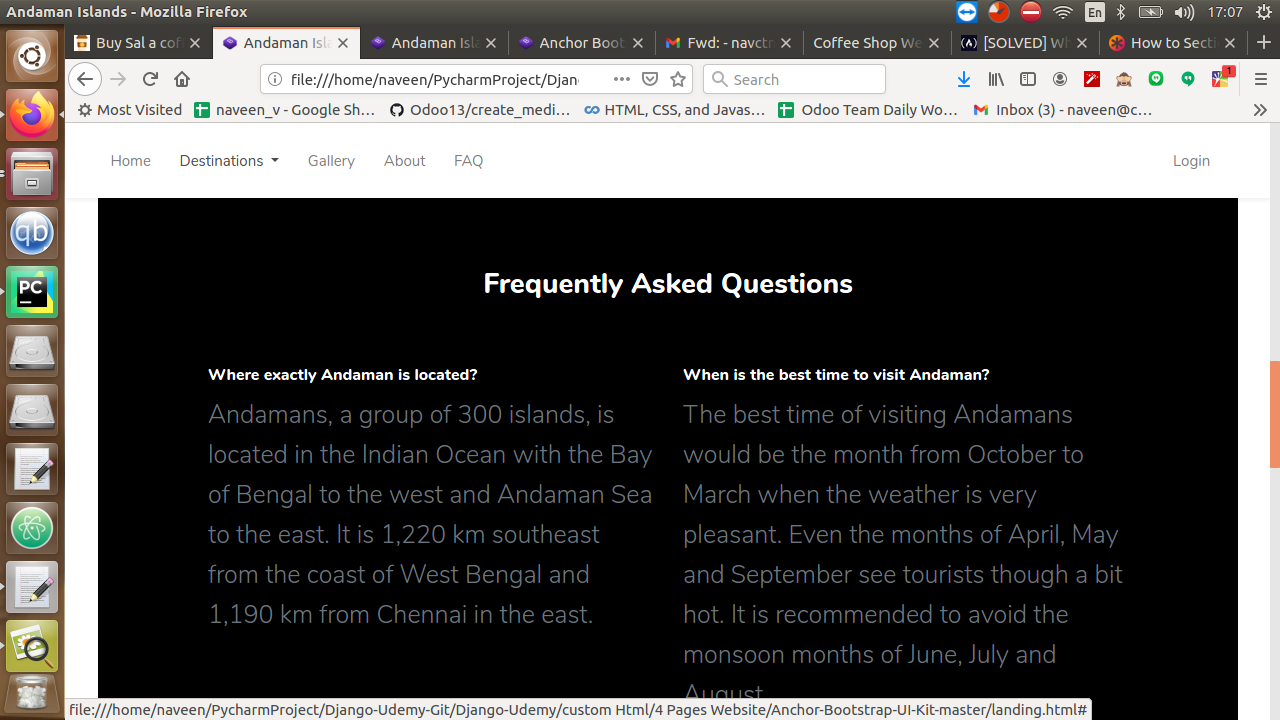 Andaman Islands - Mozilla Firefox
En
17:07
Buy Sal a cof
Andaman Isla
Andaman Isl
Anchor Boot
Fwd: - navctn
Coffee Shop We
[SOLVED] Wh
How to Secti
file:///home/naveen/PycharmProject/Djan
Search
1
Most Visited
naveen_v - Google Sh...
Odoo13/create_medi...
HTML, CSS, and Javas...
Odoo Team Daily Wo...
Inbox (3) - naveen@c...
Home
Destinations
Gallery
About
FAQ
Login
qb
PC
Frequently Asked Questions
Where exactly Andaman is located?
Andamans, a group of 300 islands, is
located in the Indian Ocean with the Bay
of Bengal to the west and Andaman Sea
to the east. It is 1,220 km southeast
from the coast of West Bengal and
1,190 km from Chennai in the east.
When is the best time to visit Andaman?
The best time of visiting Andamans
would be the month from October to
March when the weather is very
pleasant. Even the months of April, May
and September see tourists though a bit
hot. It is recommended to avoid the
monsoon months of June, July and
August
file:///home/naveen/PycharmProject/Django-Udemy-Git/Django-Udemy/custom Html/4 Pages Website/Anchor-Bootstrap-UI-Kit-master/landing.html#